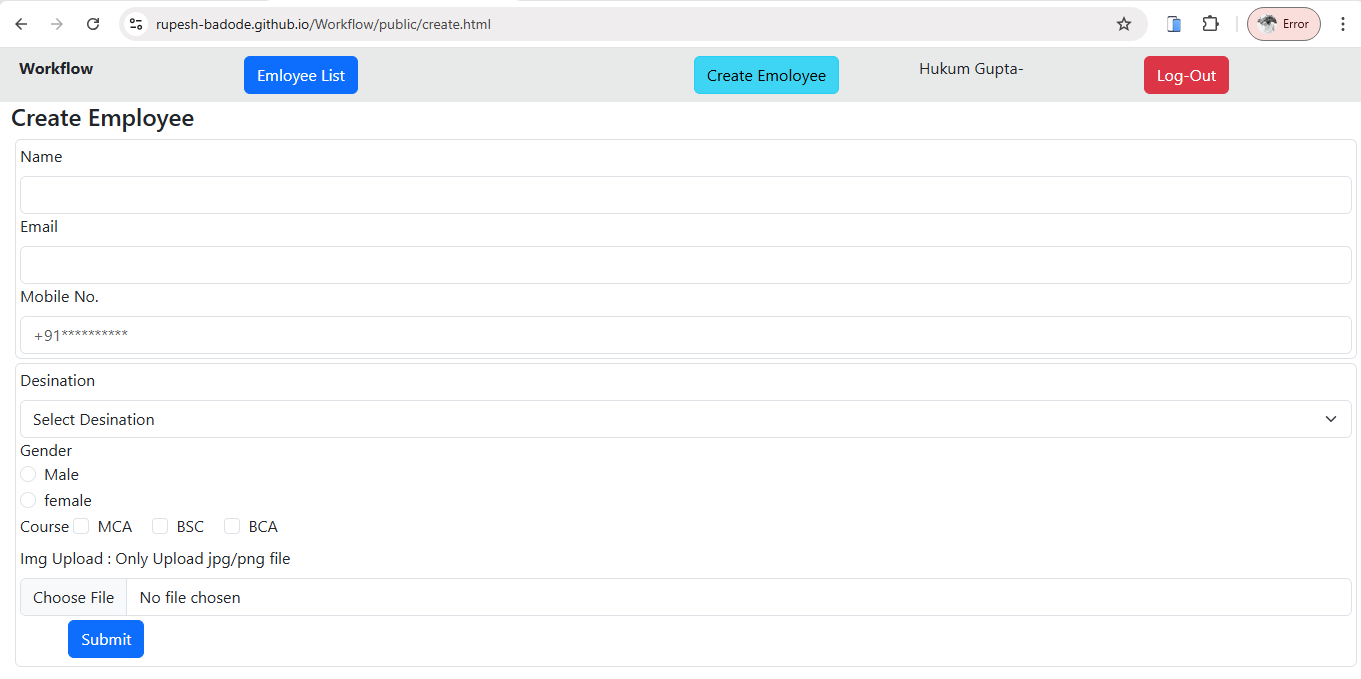 rupesh-badode.github.io/Workflow/public/create.html Error
Workflow Emloyee List Create Emoloyee Hukum Gupta- Log-Out
Create Employee
Name
Email
Mobile No.
+91**********
Desination
Select Desination
Gender
Male
female
Course MCA BSC BCA
Img Upload : Only Upload jpg/png file
Choose File No file chosen
Submit